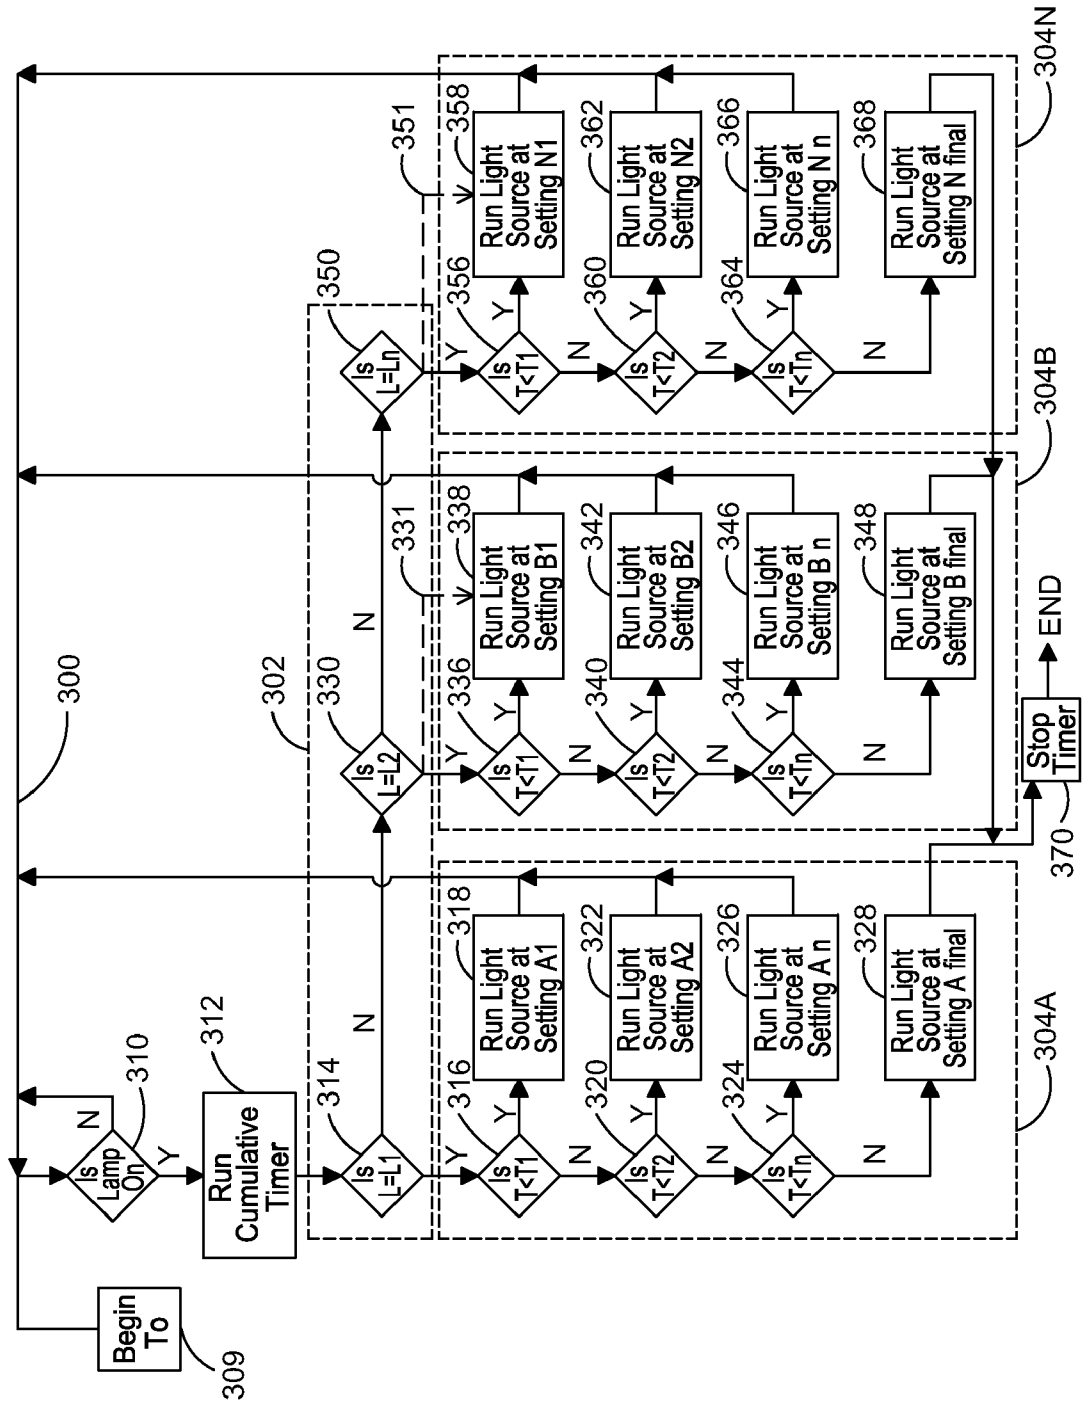 300
Begin
To
309
Is
Lamp
On
310
N
Y
Run
Cumulative
Timer
312
302
Is
L=L1
314
N
Y
Is
L=L2
330
N
Y
331
Is
L=Ln
350
Y
351
Is
T<T1
316
Y
N
Run Light
Source at
Setting A1
318
Is
T<T2
320
Y
N
Run Light
Source at
Setting A2
322
Is
T<Tn
324
Y
N
Run Light
Source at
Setting A n
326
Run Light
Source at
Setting A final
328
304A
Is
T<T1
336
Y
N
Run Light
Source at
Setting B1
338
Is
T<T2
340
Y
N
Run Light
Source at
Setting B2
342
Is
T<Tn
344
Y
N
Run Light
Source at
Setting B n
346
Run Light
Source at
Setting B final
348
304B
Is
T<T1
356
Y
N
Run Light
Source at
Setting N1
358
Is
T<T2
360
Y
N
Run Light
Source at
Setting N2
362
Is
T<Tn
364
Y
N
Run Light
Source at
Setting N n
366
Run Light
Source at
Setting N final
368
304N
Stop
Timer
370
END